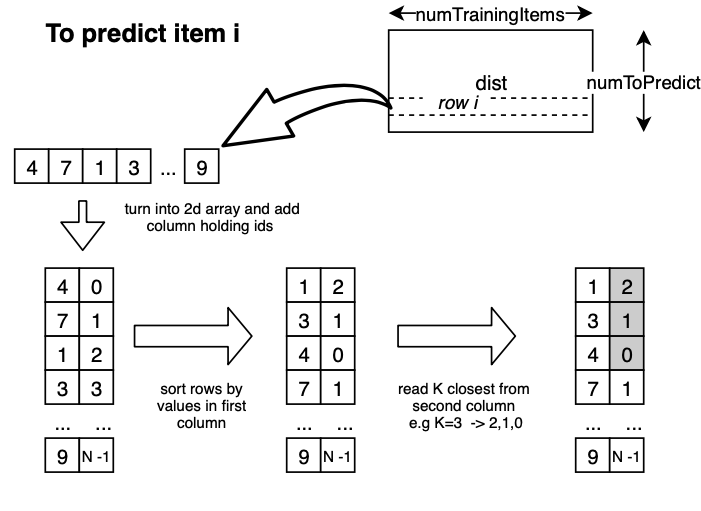 To predict item i
numTrainingItems
dist
row i
numToPredict
4 7 1 3 ... 9
turn into 2d array and add
column holding ids
4 0
7 1
1 2
3 3
... ...
9 N -1
sort rows by
values in first
column
1 2
3 1
4 0
7 1
... ...
9 N -1
read K closest from
second column
e.g K=3 -> 2,1,0
1 2
3 1
4 0
7 1
... ...
9 N -1